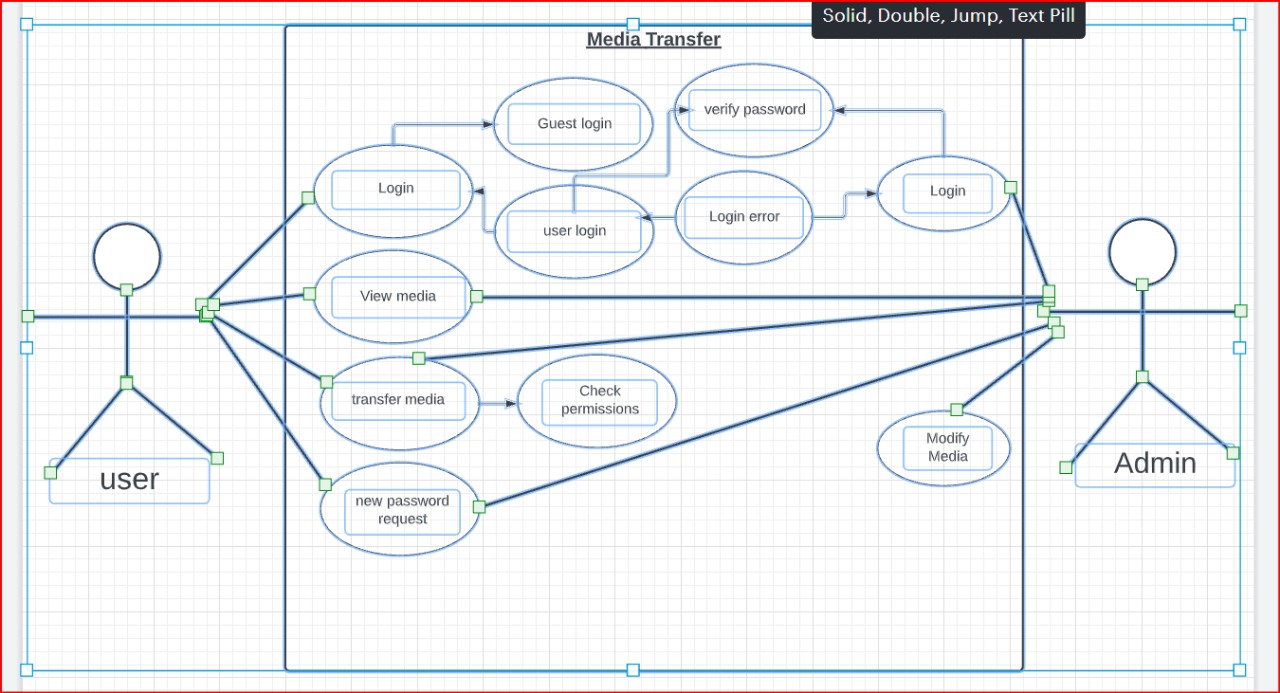 Solid, Double, Jump, Text Pill
Media Transfer
Guest login
verify password
Login
Login
user login
Login error
View media
transfer media
Check
permissions
Modify
Media
user
Admin
new password
request